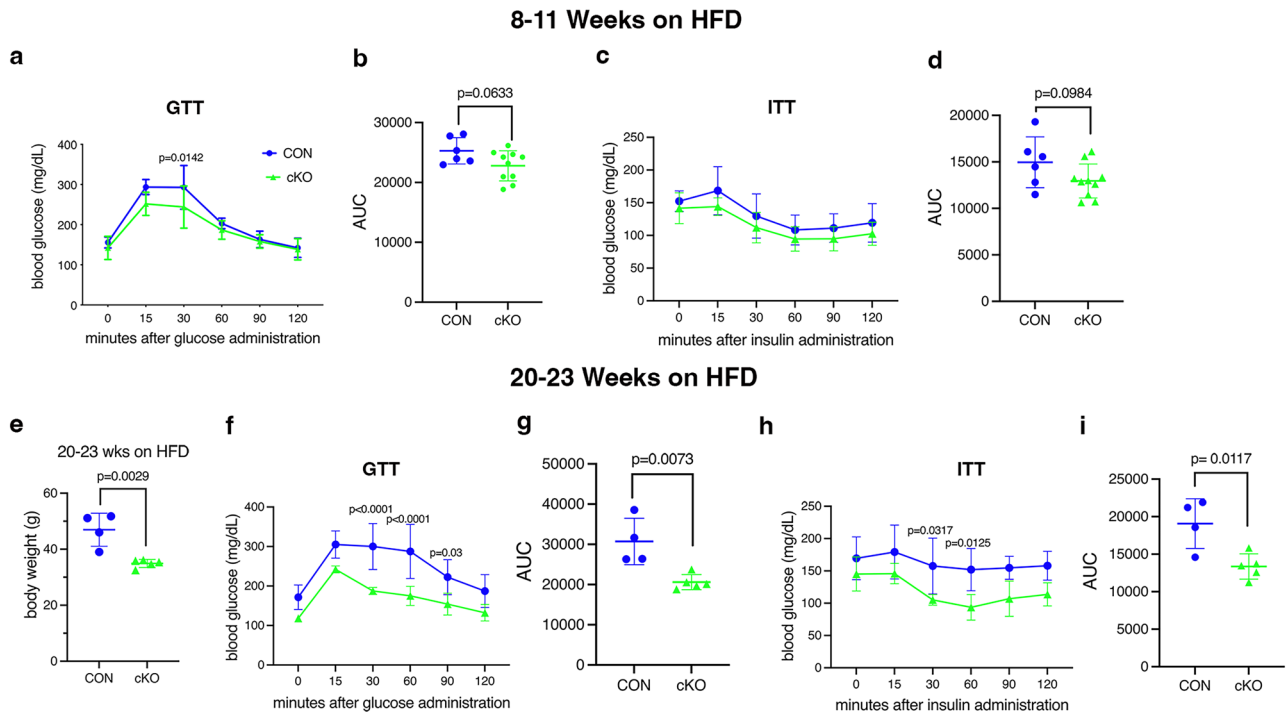 8-11 Weeks on HFD
a
b
c
d
GTT
blood glucose (mg/dL)
400
300
200
100
0
p=0.0142
CON
cKO
0 15 30 60 90 120
minutes after glucose administration
p=0.0633
AUC
30000
20000
10000
0
CON cKO
ITT
blood glucose (mg/dL)
250
200
150
100
50
0
0 15 30 60 90 120
minutes after insulin administration
p=0.0984
AUC
20000
15000
10000
5000
0
CON cKO
20-23 Weeks on HFD
e
f
g
h
i
20-23 wks on HFD
p=0.0029
body weight (g)
60
40
20
0
CON cKO
GTT
blood glucose (mg/dL)
400
300
200
100
0
p<0.0001
p<0.0001
p=0.03
0 15 30 60 90 120
minutes after glucose administration
p=0.0073
AUC
50000
40000
30000
20000
10000
0
CON cKO
ITT
blood glucose (mg/dL)
250
200
150
100
50
0
p=0.0317
p=0.0125
0 15 30 60 90 120
minutes after insulin administration
p= 0.0117
AUC
25000
20000
15000
10000
5000
0
CON cKO